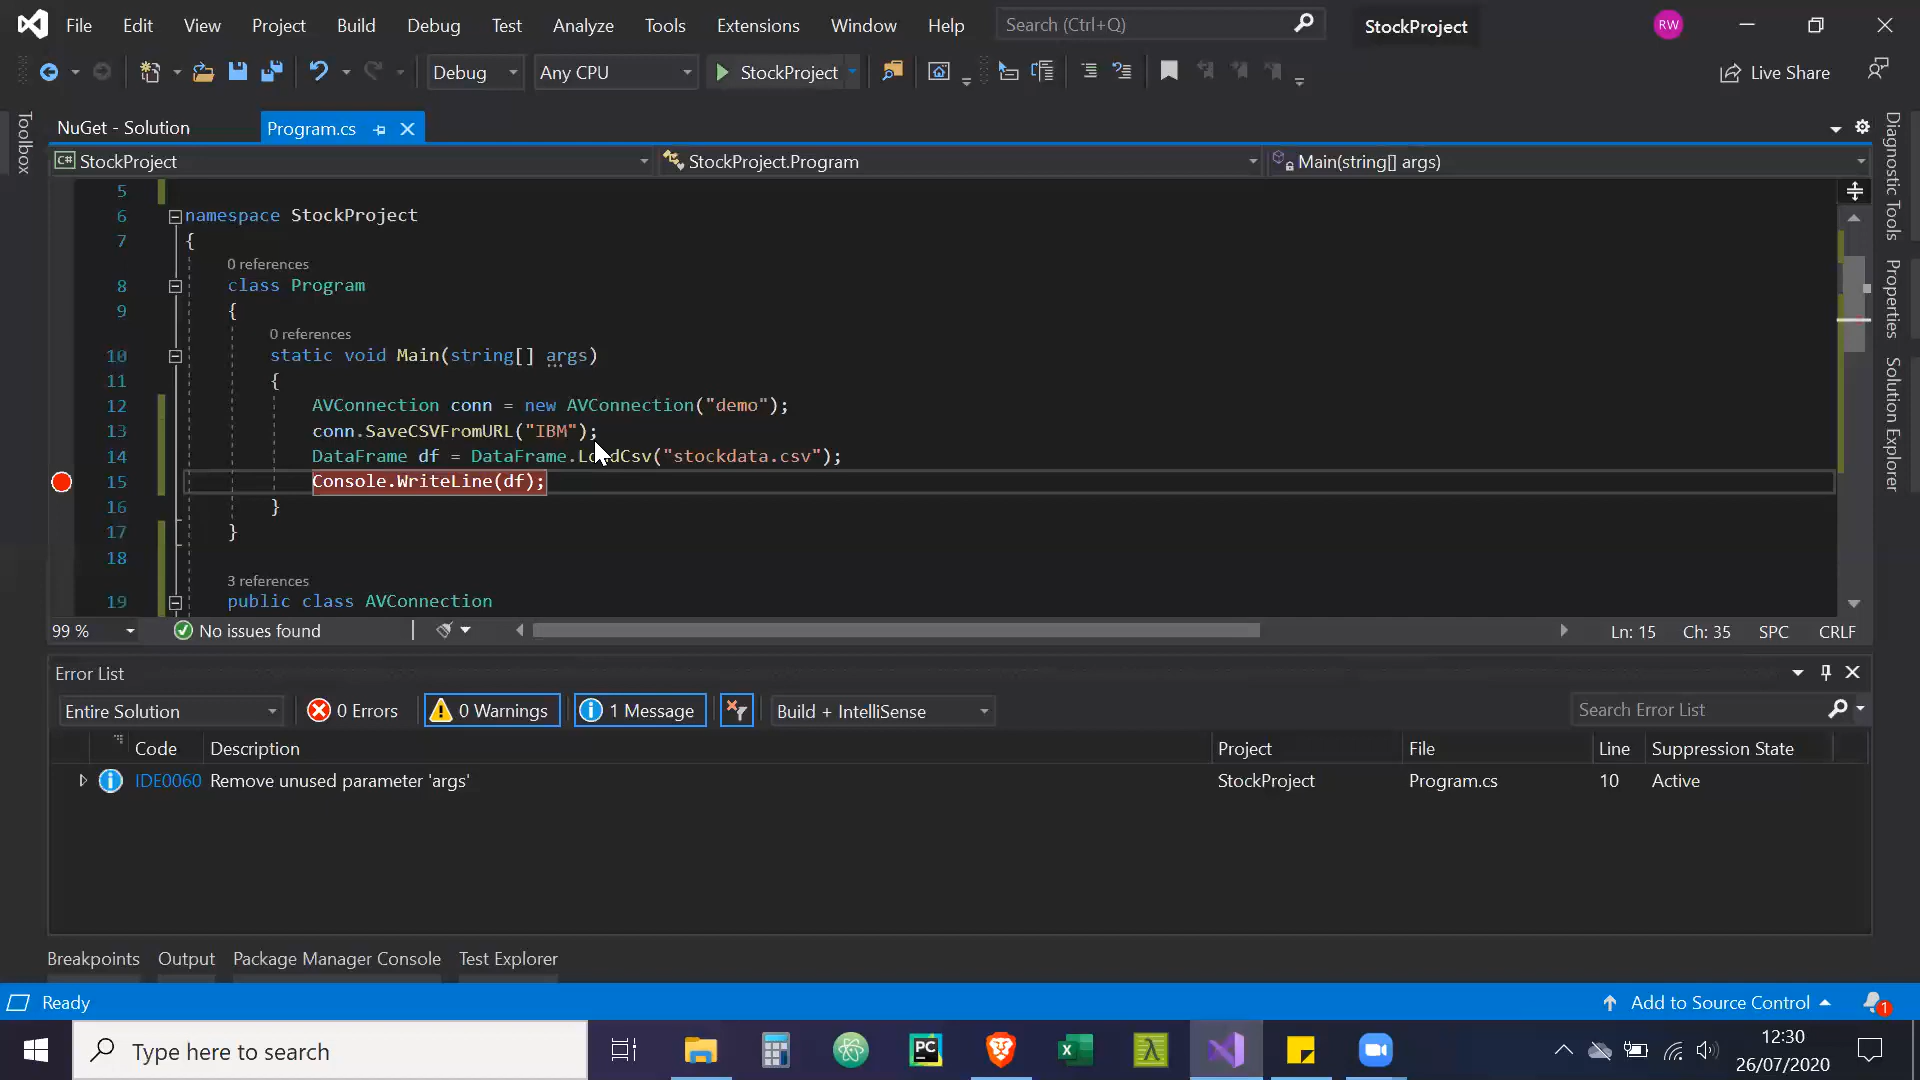 File Edit View Project Build Debug Test Analyze Tools Extensions Window Help Search (Ctrl+Q) StockProject RW
Debug Any CPU StockProject Live Share
Toolbox
NuGet - Solution Program.cs
StockProject StockProject.Program Main(string[] args)
5
6 namespace StockProject
7 {
0 references
8 class Program
9 {
0 references
10 static void Main(string[] args)
11 {
12 AVConnection conn = new AVConnection("demo");
13 conn.SaveCSVFromURL("IBM");
14 DataFrame df = DataFrame.LoadCsv("stockdata.csv");
15 Console.WriteLine(df);
16 }
17 }
18
3 references
19 public class AVConnection
Diagnostic Tools
Properties
Solution Explorer
99 % No issues found Ln: 15 Ch: 35 SPC CRLF
Error List
Entire Solution 0 Errors 0 Warnings 1 Message Build + IntelliSense Search Error List
Code Description Project File Line Suppression State
IDE0060 Remove unused parameter 'args' StockProject Program.cs 10 Active
Breakpoints Output Package Manager Console Test Explorer
Ready Add to Source Control 1
Type here to search PC 12:30
26/07/2020